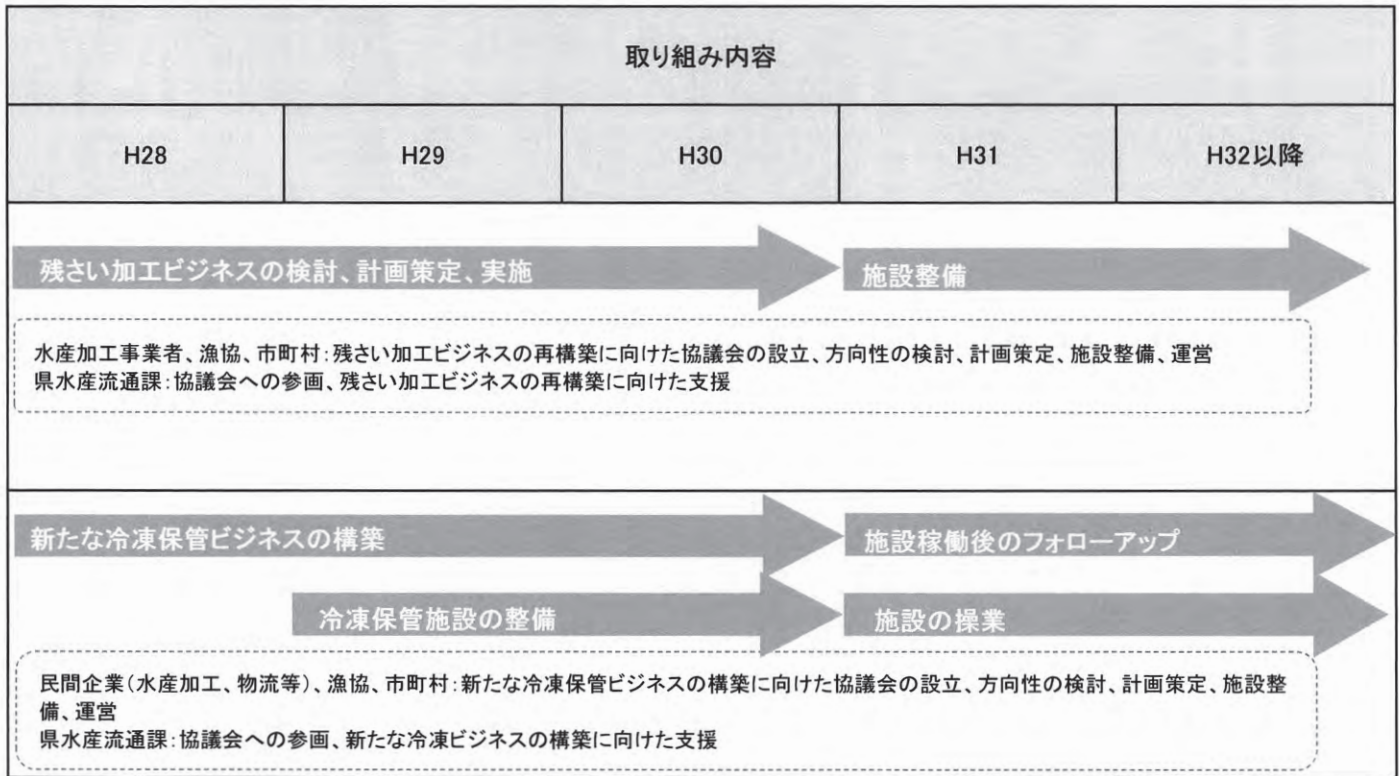 取り組み内容
H28
H29
H30
H31
H32以降
残さい加工ビジネスの検討、計画策定、実施
施設整備
水産加工事業者、漁協、市町村:残さい加工ビジネスの再構築に向けた協議会の設立、方向性の検討、計画策定、施設整備、運営
県水産流通課:協議会への参画、残さい加工ビジネスの再構築に向けた支援
新たな冷凍保管ビジネスの構築
施設稼働後のフォローアップ
冷凍保管施設の整備
施設の操業
民間企業(水産加工、物流等)、漁協、市町村:新たな冷凍保管ビジネスの構築に向けた協議会の設立、方向性の検討、計画策定、施設整
備、運営
県水産流通課:協議会への参画、新たな冷凍ビジネスの構築に向けた支援